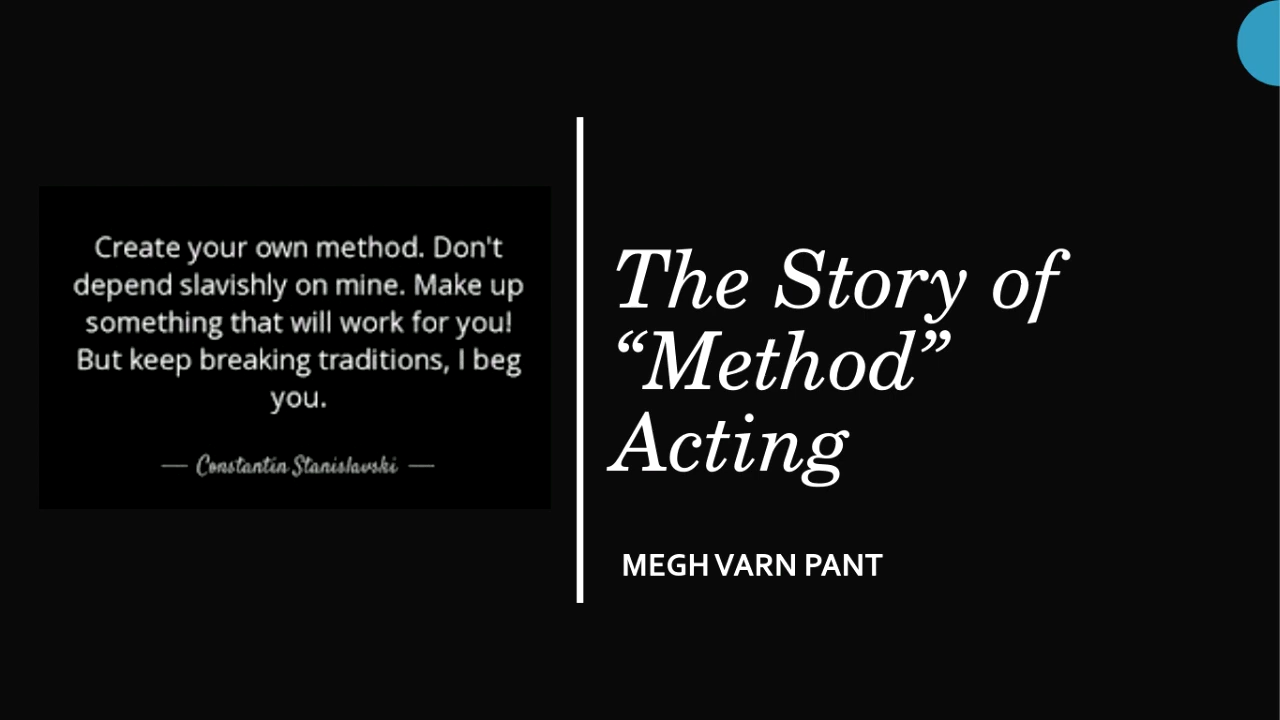 Create your own method. Don't
depend slavishly on mine. Make up
something that will work for you!
But keep breaking traditions, I beg
you.
— Constantin Stanislavski —
The Story of
“Method”
Acting
MEGH VARN PANT